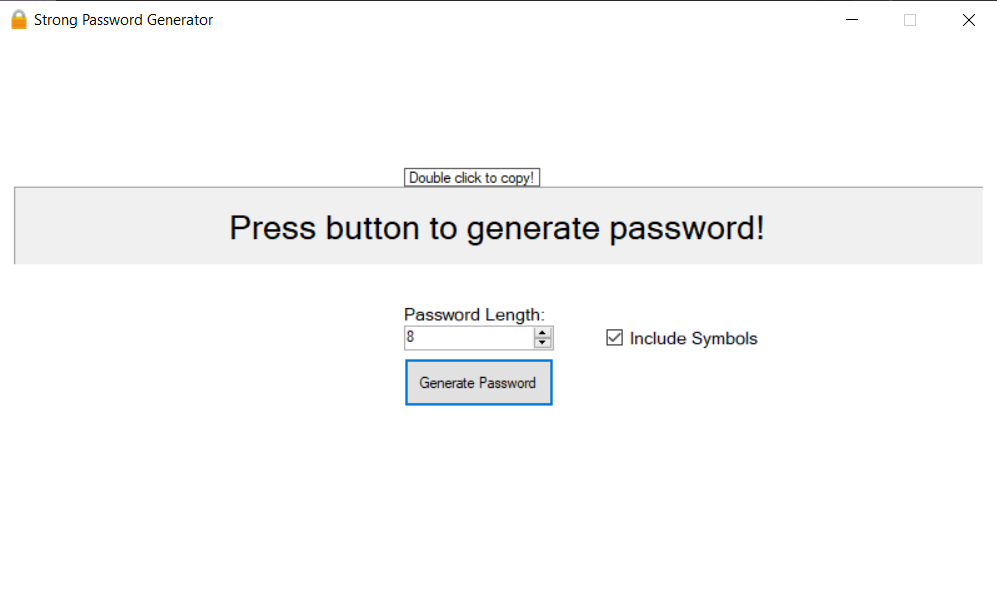 Strong Password Generator
Double click to copy!
Press button to generate password!
Password Length:
8
Include Symbols
Generate Password